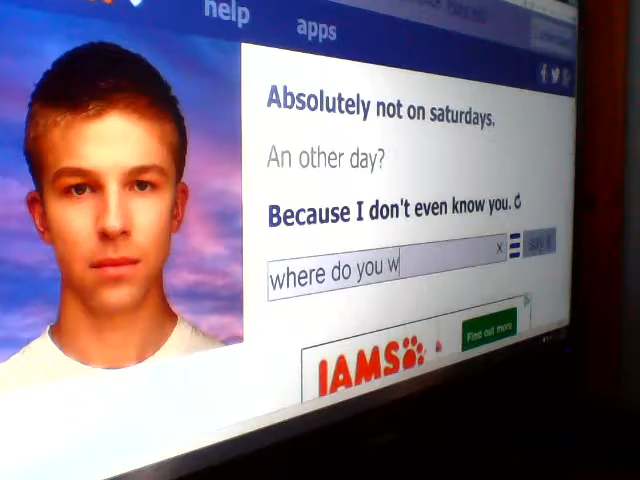 help
apps
Absolutely not on saturdays.
An other day?
Because I don't even know you.
where do you w
x
say it
IAMS
Find out more